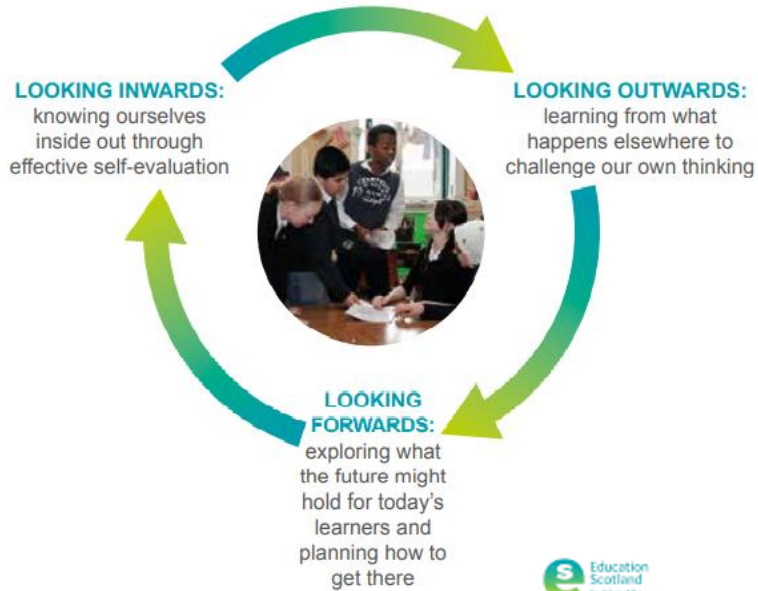 LOOKING INWARDS:
knowing ourselves
inside out through
effective self-evaluation
LOOKING OUTWARDS:
learning from what
happens elsewhere to
challenge our own thinking
LOOKING
FORWARDS:
exploring what
the future might
hold for today's
learners and
planning how to
get there
Education
Scotland